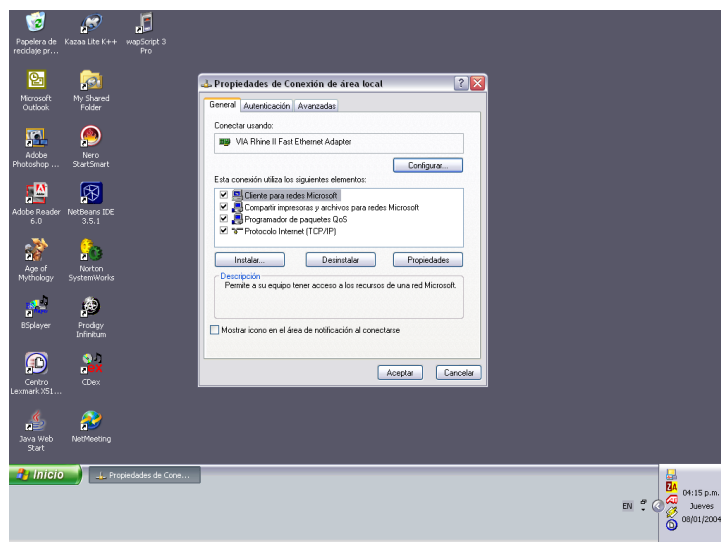 Papelera de
reciclaje pr...
Kazaa Lite K++
wapScript 3
Pro
Microsoft
Outlook
My Shared
Folder
Adobe
Photoshop ...
Nero
StartSmart
Adobe Reader
6.0
NetBeans IDE
3.5.1
Age of
Mythology
Norton
SystemWorks
BSplayer
Prodigy
Infinitum
Centro
Lexmark X51...
CDex
Java Web
Start
NetMeeting
Propiedades de Conexión de área local
General
Autenticación
Avanzadas
Conectar usando:
VIA Rhine II Fast Ethernet Adapter
Configurar...
Esta conexión utiliza los siguientes elementos:
Cliente para redes Microsoft
Compartir impresoras y archivos para redes Microsoft
Programador de paquetes QoS
Protocolo Internet (TCP/IP)
Instalar...
Desinstalar
Propiedades
Descripción
Permite a su equipo tener acceso a los recursos de una red Microsoft.
Mostrar icono en el área de notificación al conectarse
Aceptar
Cancelar
Inicio
Propiedades de Cone...
EN
ZA
04:15 p.m.
Jueves
08/01/2004